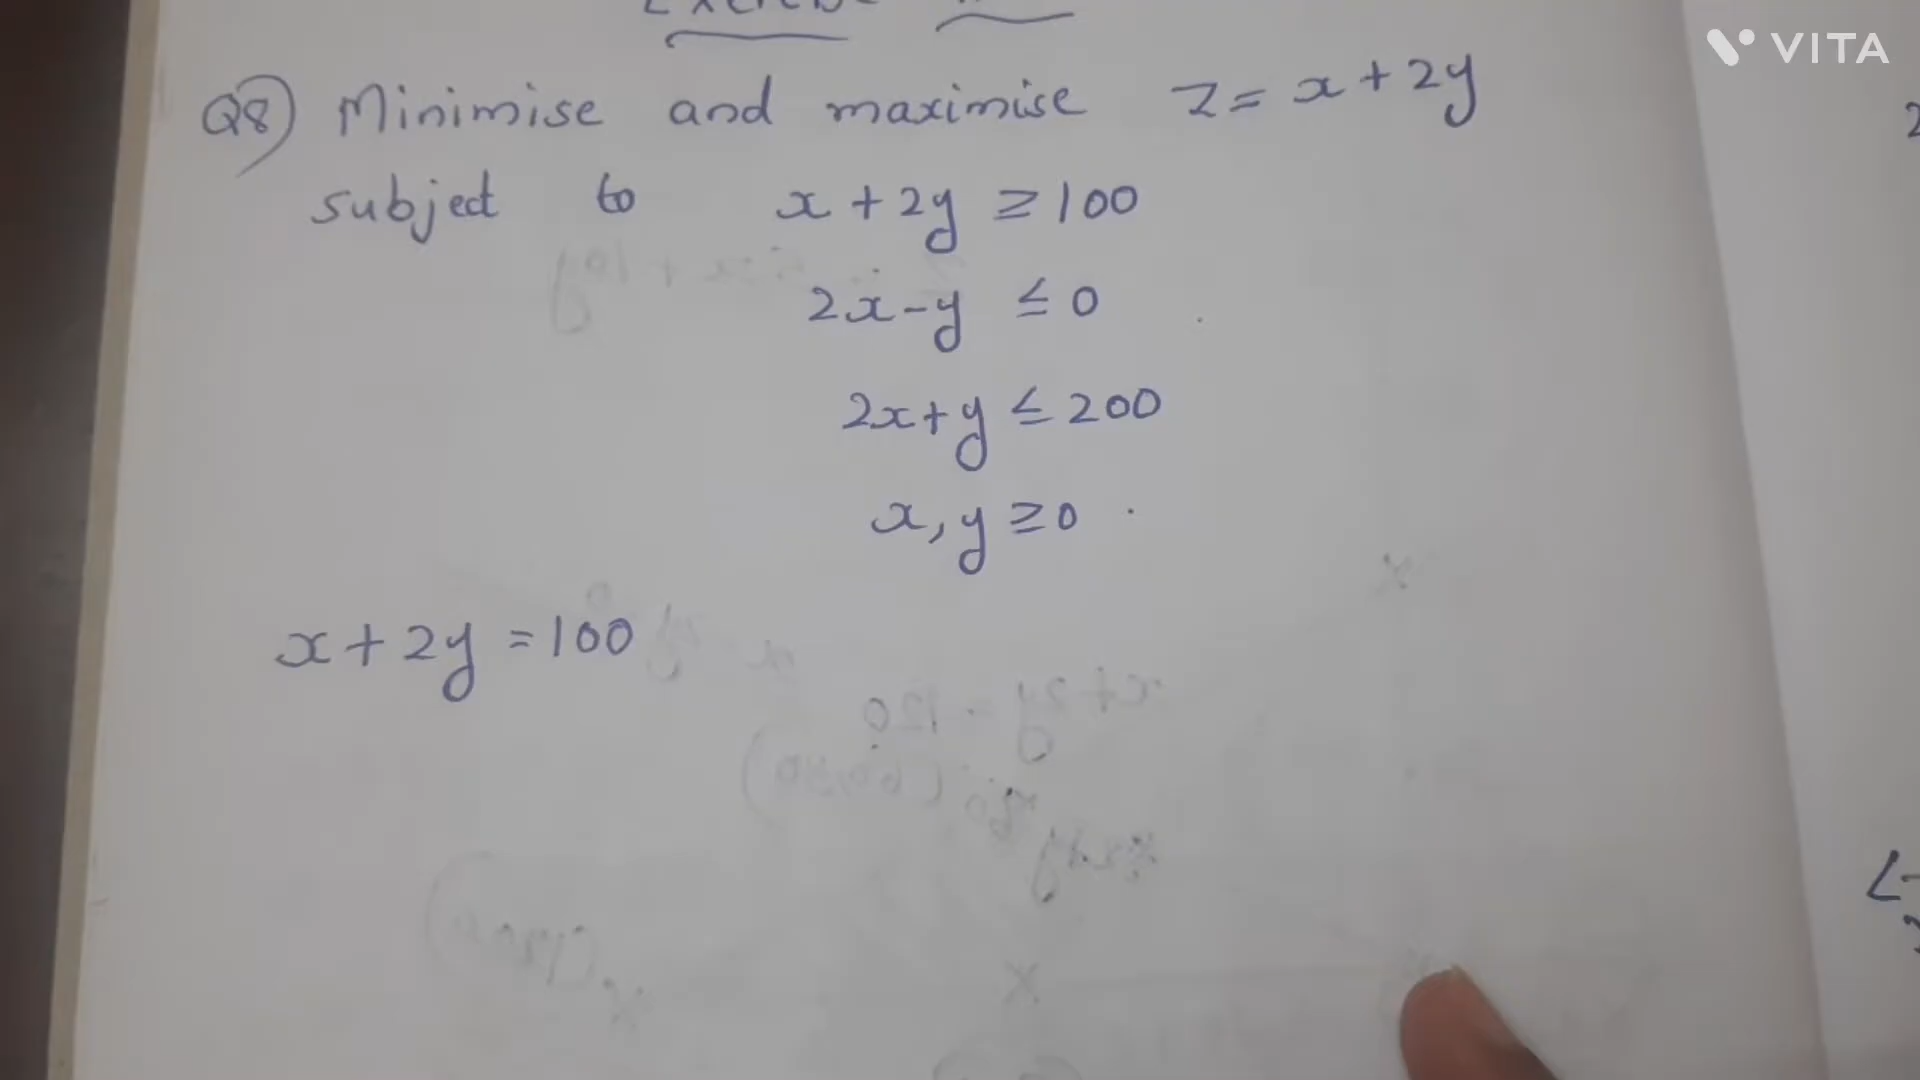 VITA
Q8) Minimise and maximise Z = x + 2y
subject to x + 2y ≥ 100
2x - y ≤ 0
2x + y ≤ 200
x, y ≥ 0
x + 2y = 100